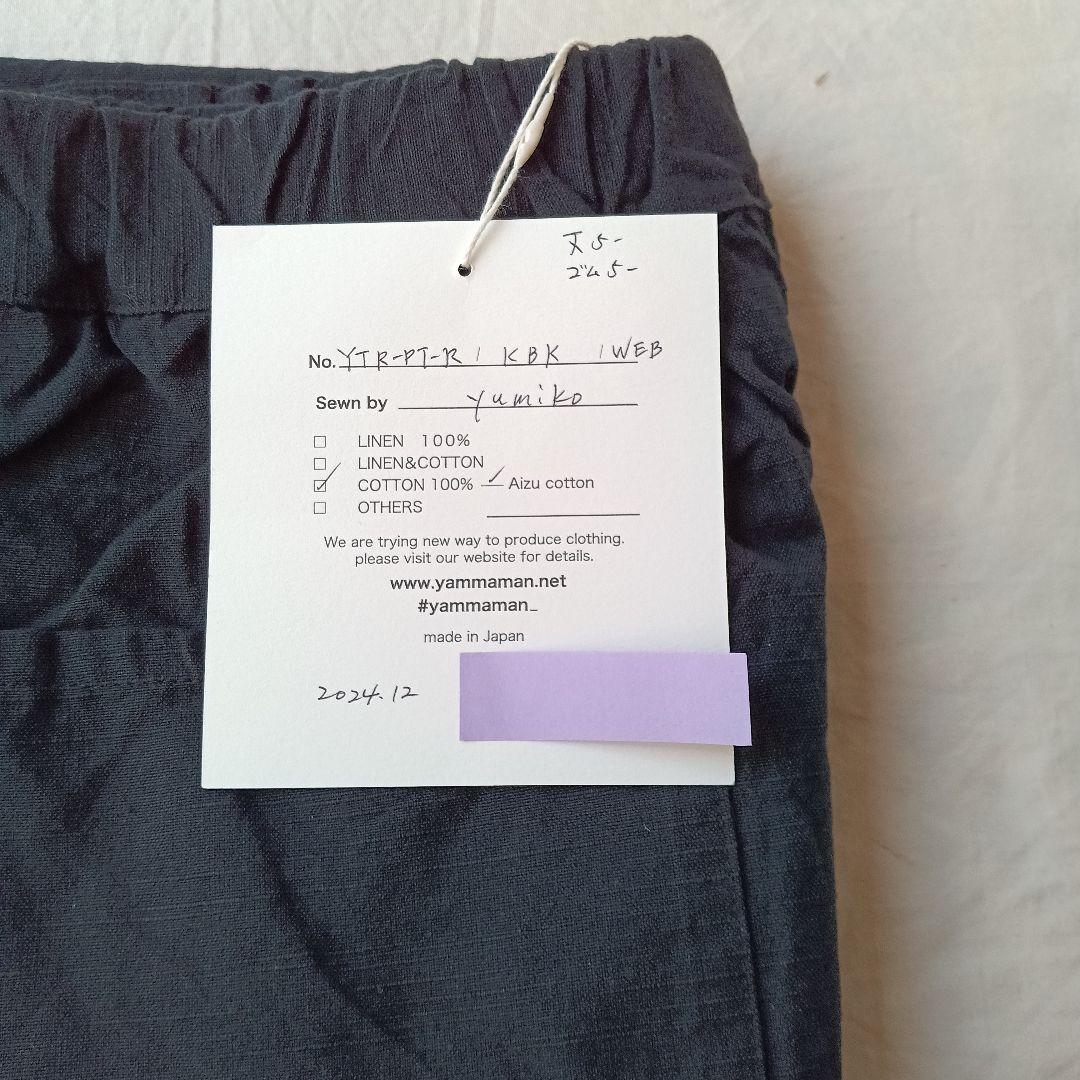 丈5-
ゴム5-
No. YTR-PT-R / KBK / WEB
Sewn by yumiko
LINEN 100%
LINEN&COTTON
COTTON 100% Aizu cotton
OTHERS
We are trying new way to produce clothing.
please visit our website for details.
www.yammaman.net
#yammaman_
made in Japan
2024.12